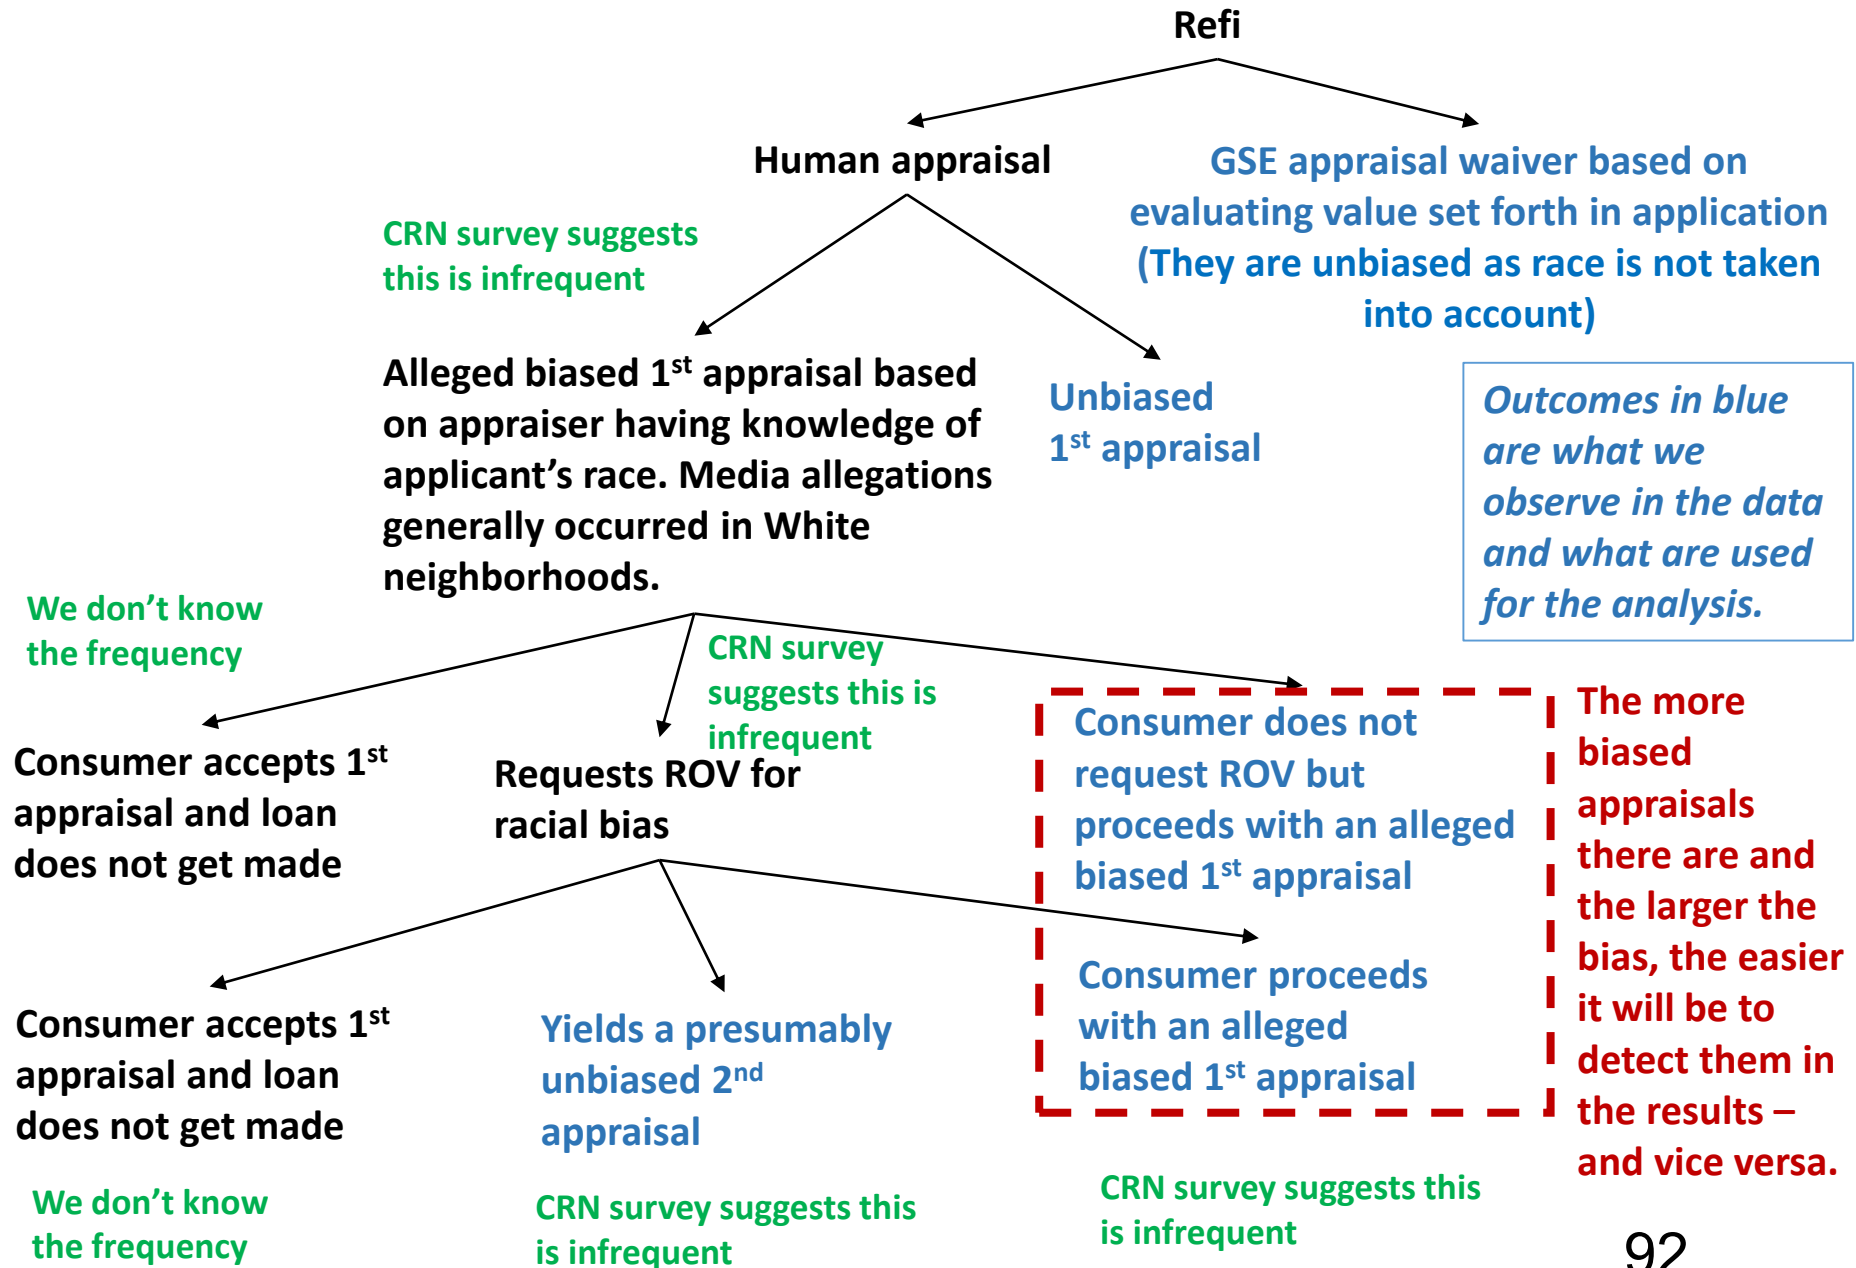 Refi
Human appraisal
GSE appraisal waiver based on
evaluating value set forth in application
(They are unbiased as race is not taken
into account)
CRN survey suggests
this is infrequent
Alleged biased 1st appraisal based
on appraiser having knowledge of
applicant’s race. Media allegations
generally occurred in White
neighborhoods.
Unbiased
1st appraisal
Outcomes in blue
are what we
observe in the data
and what are used
for the analysis.
We don’t know
the frequency
CRN survey
suggests this is
infrequent
Consumer accepts 1st
appraisal and loan
does not get made
Requests ROV for
racial bias
Consumer does not
request ROV but
proceeds with an alleged
biased 1st appraisal
The more
biased
appraisals
there are and
the larger the
bias, the easier
it will be to
detect them in
the results –
and vice versa.
Consumer accepts 1st
appraisal and loan
does not get made
Yields a presumably
unbiased 2nd
appraisal
Consumer proceeds
with an alleged
biased 1st appraisal
We don’t know
the frequency
CRN survey suggests this
is infrequent
CRN survey suggests this
is infrequent
92